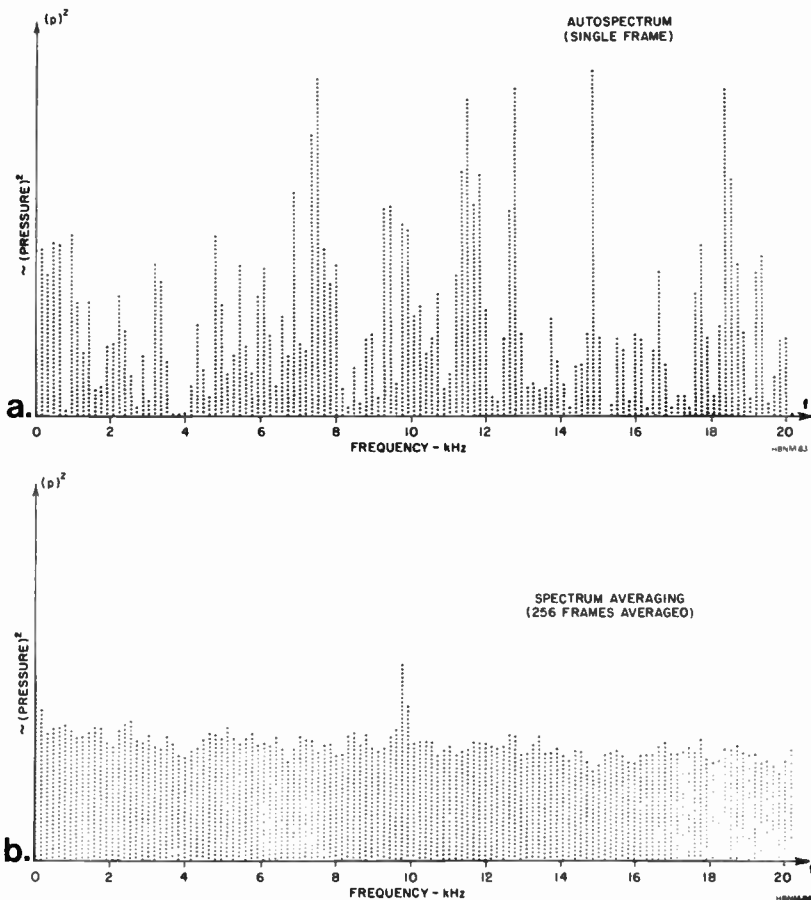 (p)²
AUTOSPECTRUM
(SINGLE FRAME)
~ (PRESSURE)²
a.
f
0 2 4 6 8 10 12 14 16 18 20
FREQUENCY - kHz
HBNM83
(p)²
SPECTRUM AVERAGING
(256 FRAMES AVERAGED)
~ (PRESSURE)²
b.
0 2 4 6 8 10 12 14 16 18 20
FREQUENCY - kHz